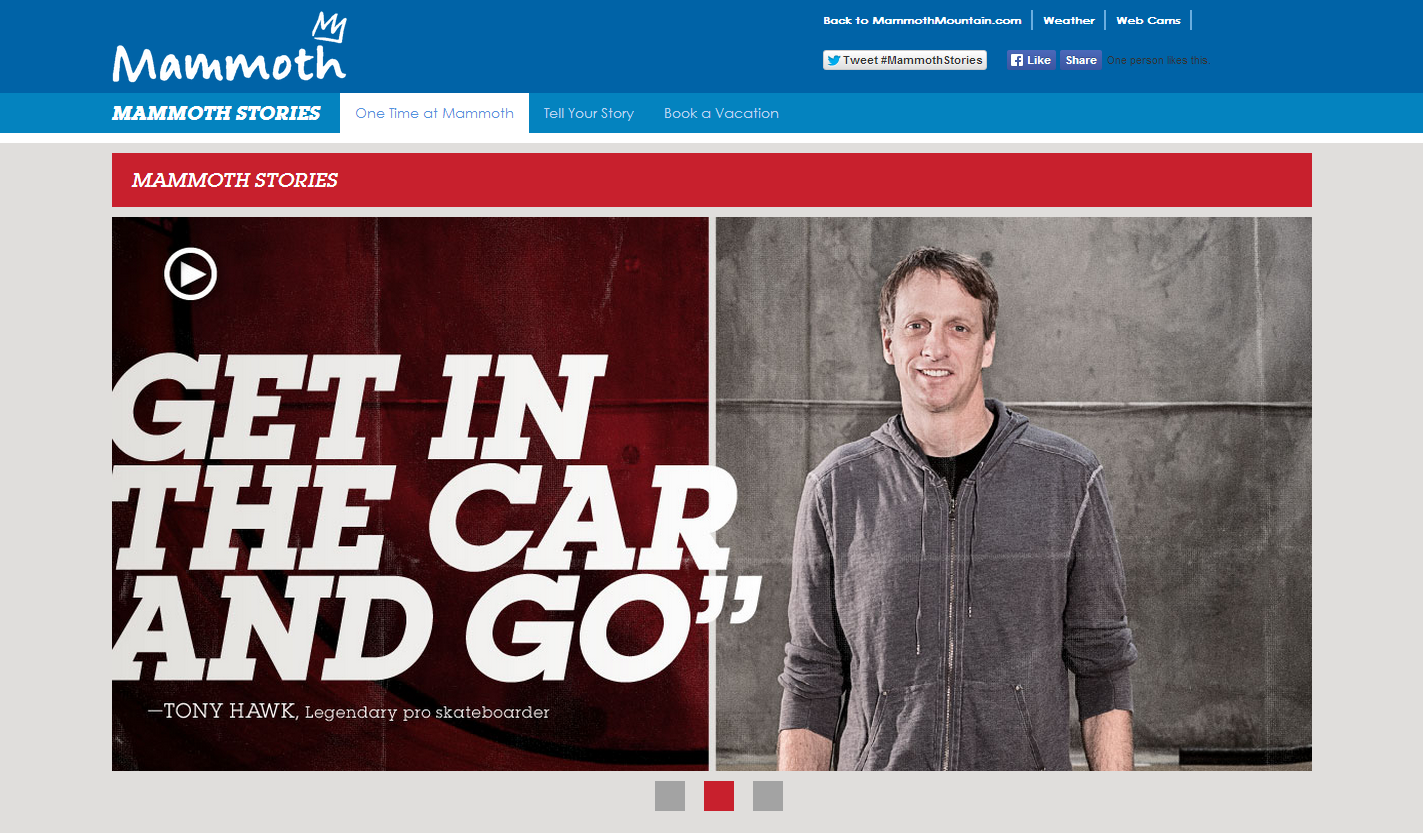 Mammoth
Back to MammothMountain.com
Weather
Web Cams
Tweet #MammothStories
Like
Share
One person likes this.
MAMMOTH STORIES
One Time at Mammoth
Tell Your Story
Book a Vacation
MAMMOTH STORIES
GET IN
THE CAR
AND GO”
—TONY HAWK, Legendary pro skateboarder